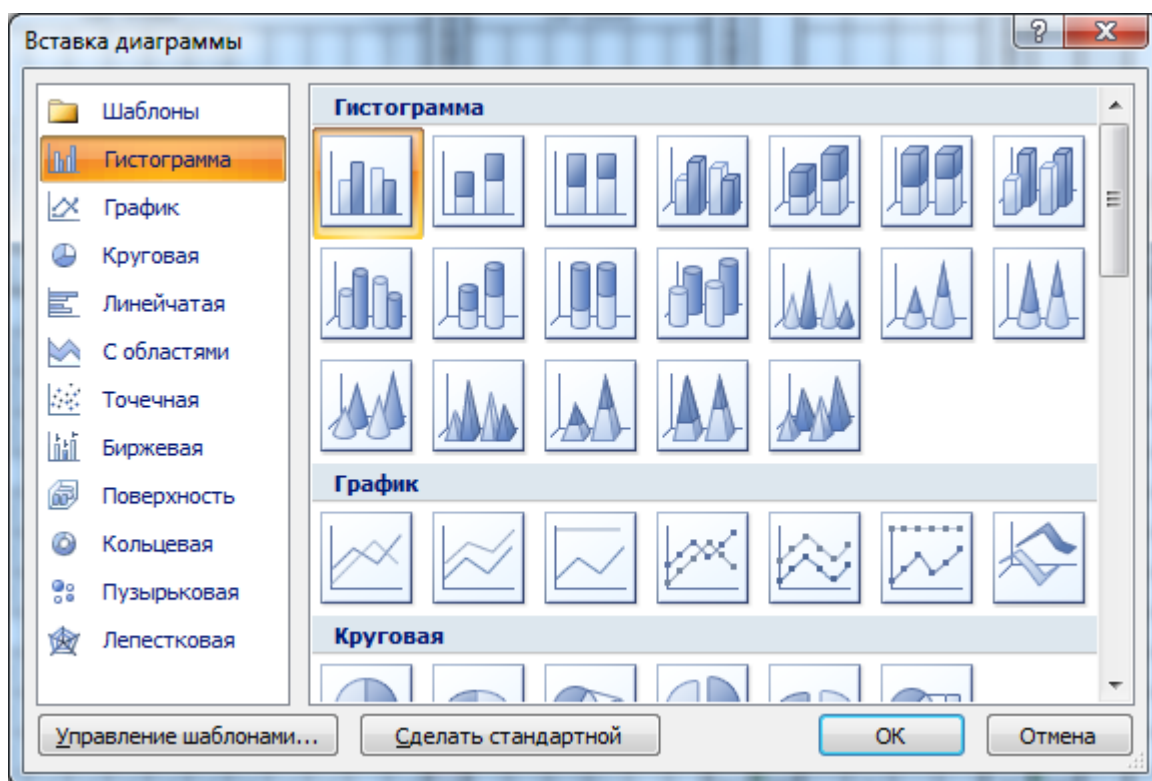 Вставка диаграммы
Шаблоны
Гистограмма
График
Круговая
Линейчатая
С областями
Точечная
Биржевая
Поверхность
Кольцевая
Пузырьковая
Лепестковая
Гистограмма
График
Круговая
Управление шаблонами...
Сделать стандартной
ОК
Отмена